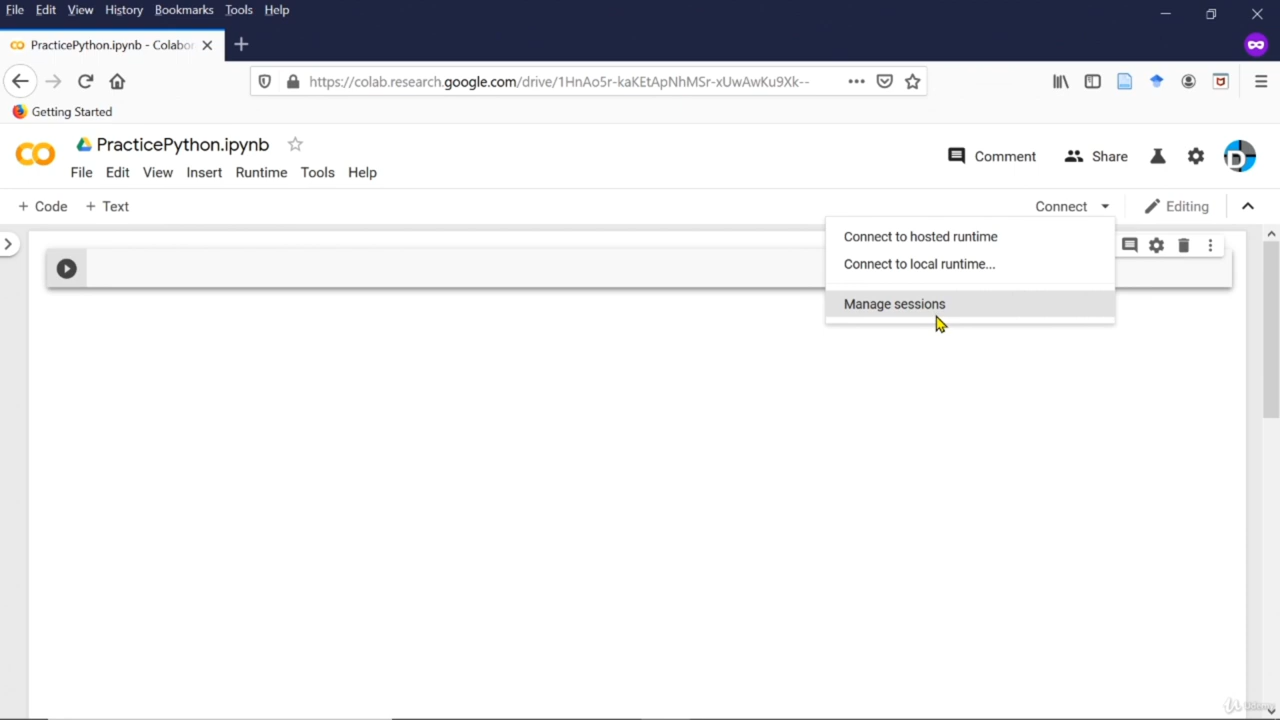 File Edit View History Bookmarks Tools Help
PracticePython.ipynb - Colabor
https://colab.research.google.com/drive/1HnAo5r-kaKEtApNhMSr-xUwAwKu9Xk--
Getting Started
CO PracticePython.ipynb
Comment Share D
File Edit View Insert Runtime Tools Help
+ Code + Text Connect Editing
Connect to hosted runtime
Connect to local runtime...
Manage sessions
Udemy